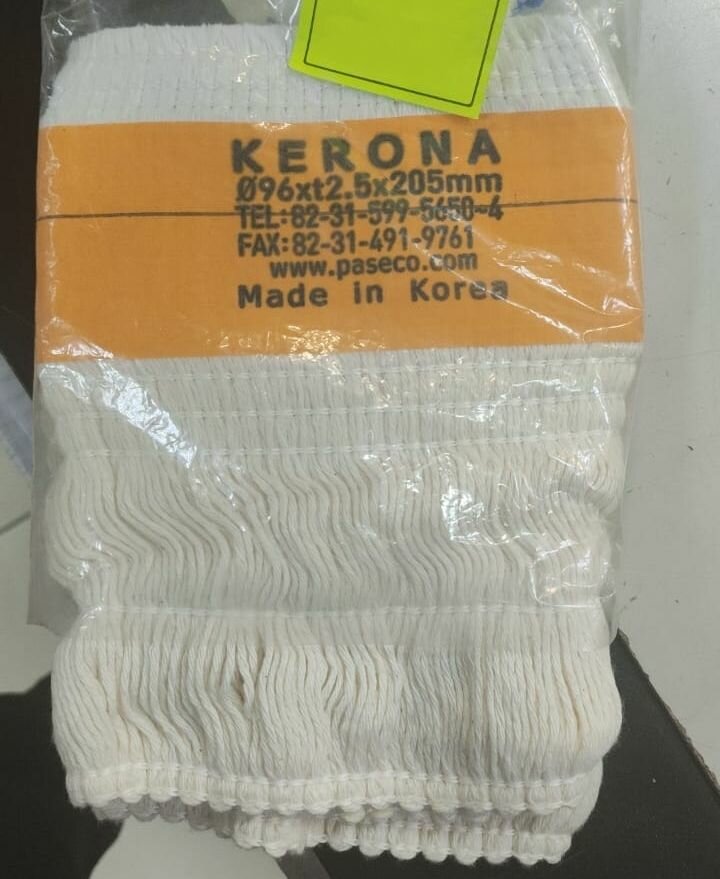 KERONA
Ø96xt2.5x205mm
TEL:82-31-599-5650~4
FAX:82-31-491-9761
www.paseco.com
Made in Korea